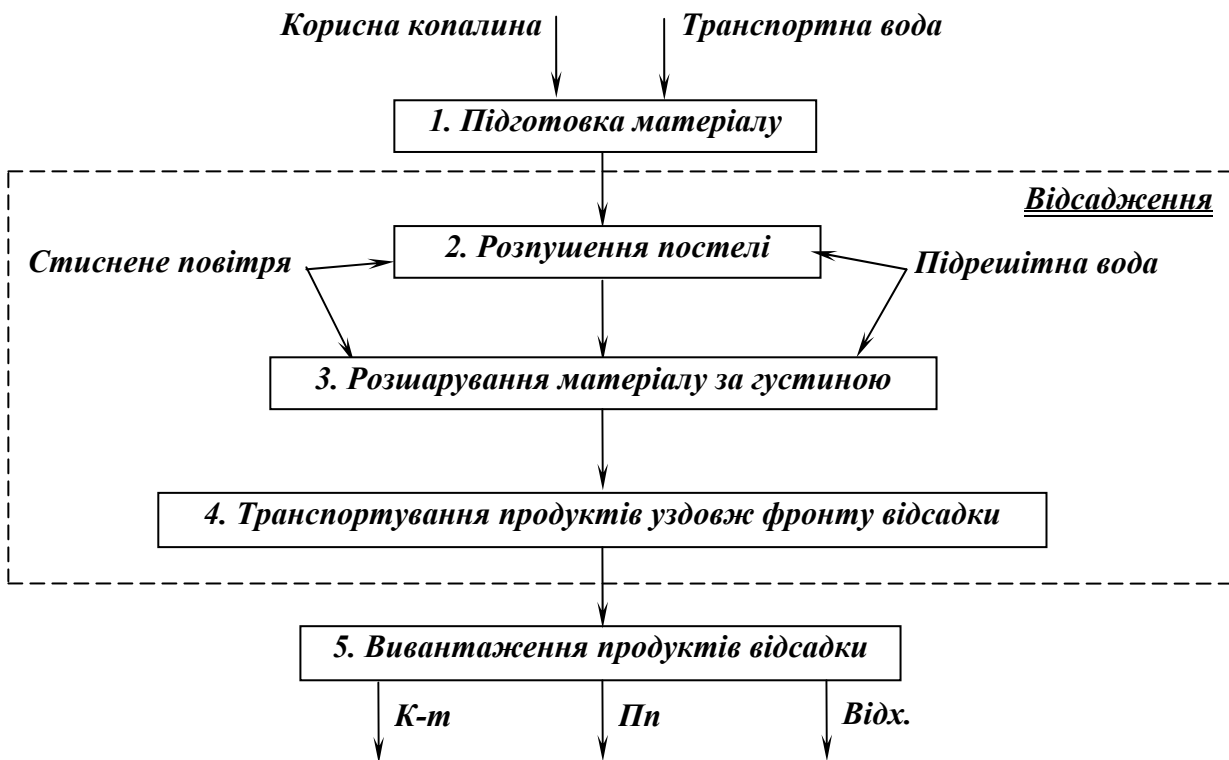 Корисна копалина
Транспортна вода
1. Підготовка матеріалу
Відсадження
2. Розпушення постелі
Стиснене повітря
Підрешітна вода
3. Розшарування матеріалу за густиною
4. Транспортування продуктів уздовж фронту відсадки
5. Вивантаження продуктів відсадки
К-т
Пп
Відх.